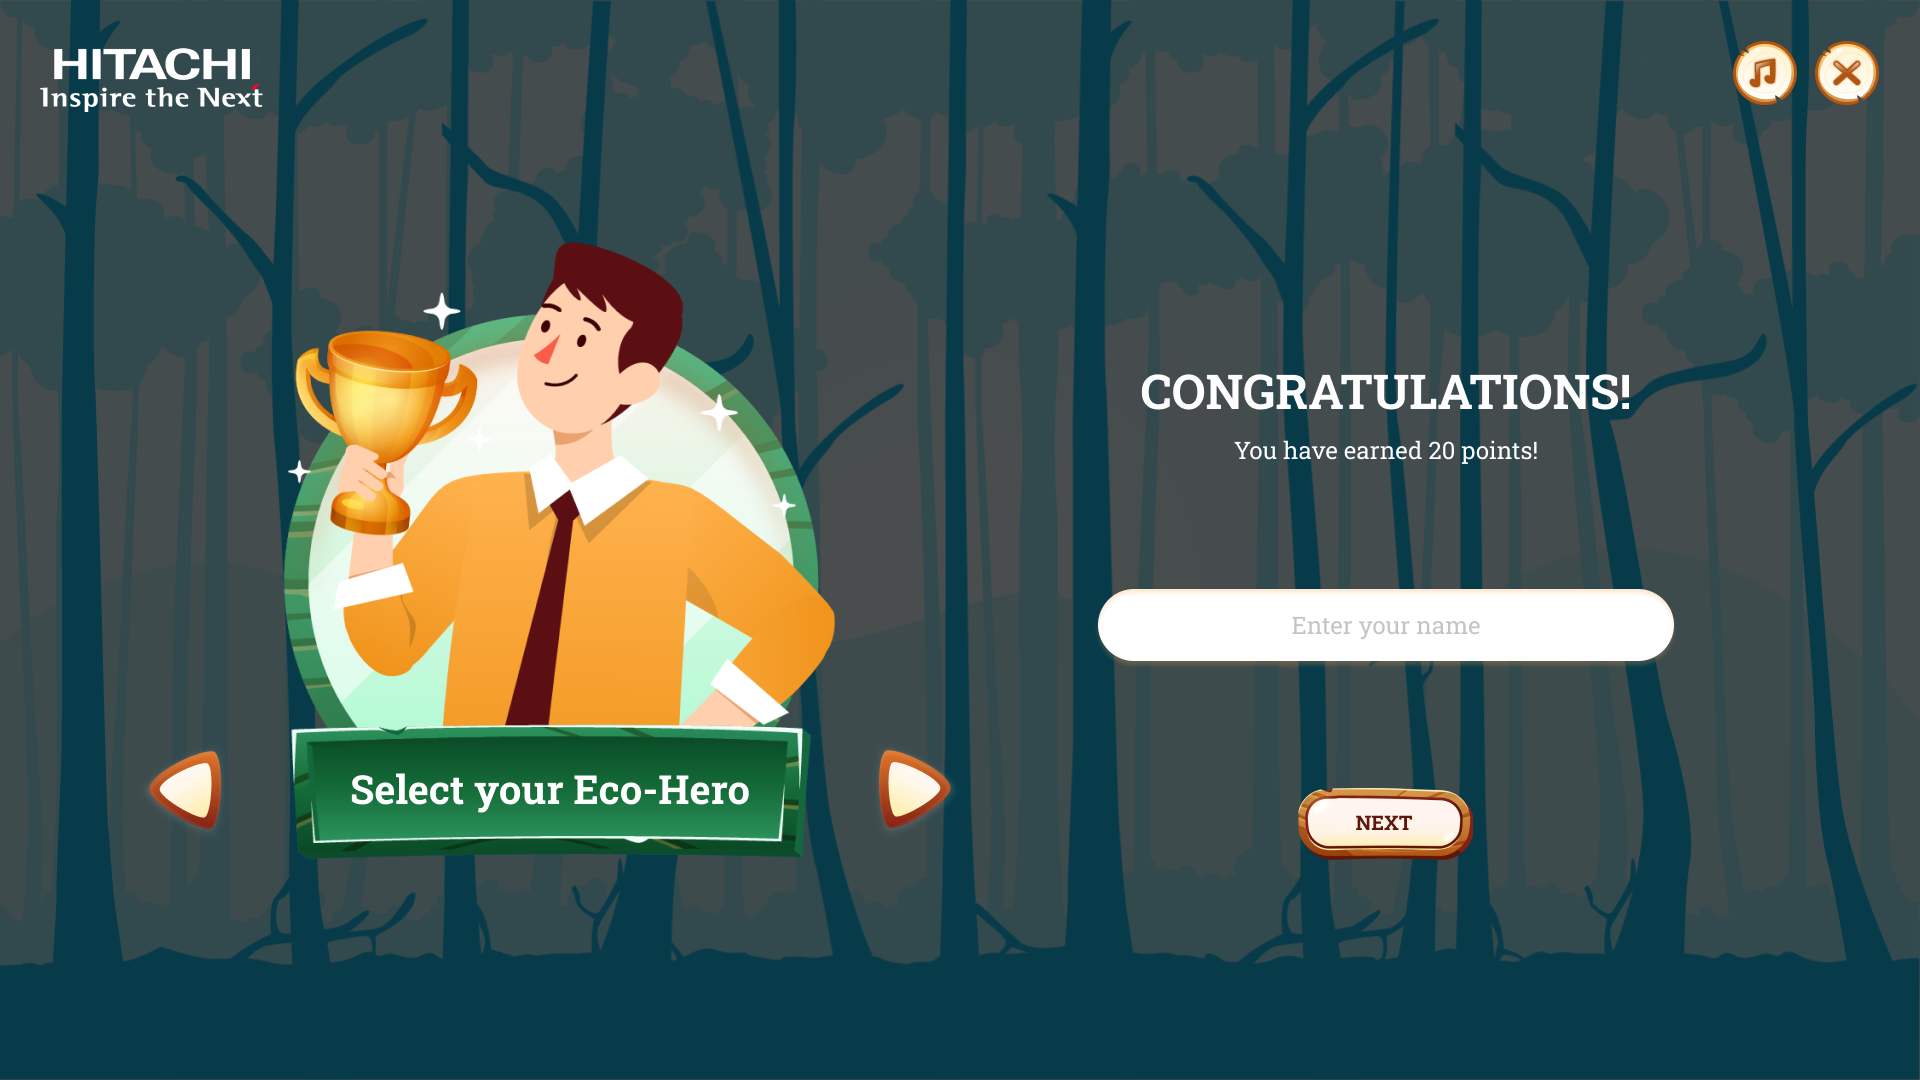 HITACHI
Inspire the Next
CONGRATULATIONS!
You have earned 20 points!
Enter your name
Select your Eco-Hero
NEXT